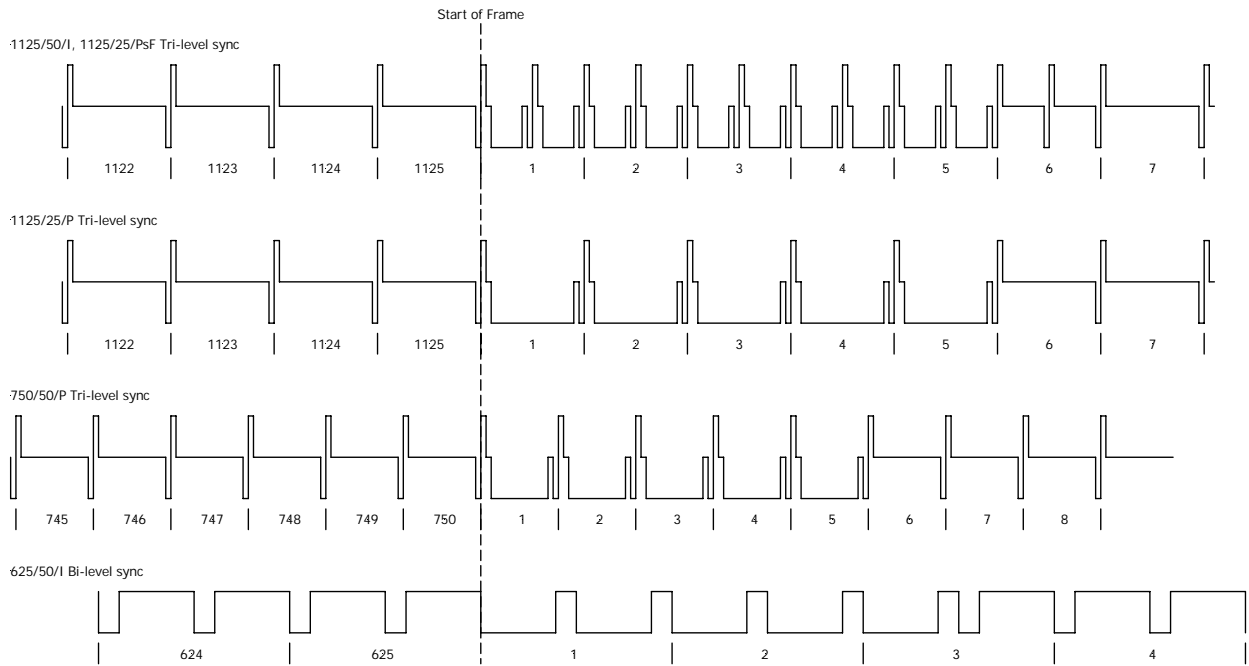 Start of Frame
1125/50/I, 1125/25/PsF Tri-level sync
1122 1123 1124 1125 1 2 3 4 5 6 7
1125/25/P Tri-level sync
1122 1123 1124 1125 1 2 3 4 5 6 7
750/50/P Tri-level sync
745 746 747 748 749 750 1 2 3 4 5 6 7 8
625/50/I Bi-level sync
624 625 1 2 3 4